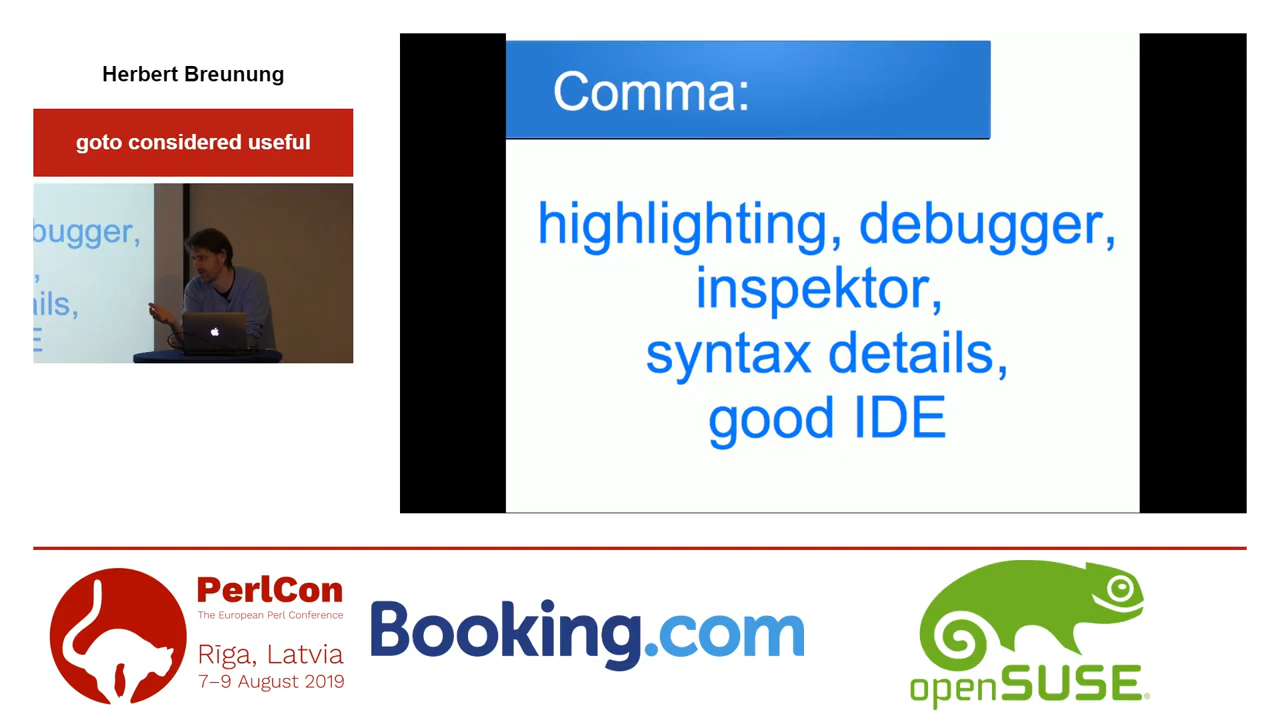 Herbert Breunung
goto considered useful
bugger,
,
ails,
E
Comma:
highlighting, debugger,
inspektor,
syntax details,
good IDE
PerlCon
The European Perl Conference
Rīga, Latvia
7–9 August 2019
Booking.com
openSUSE